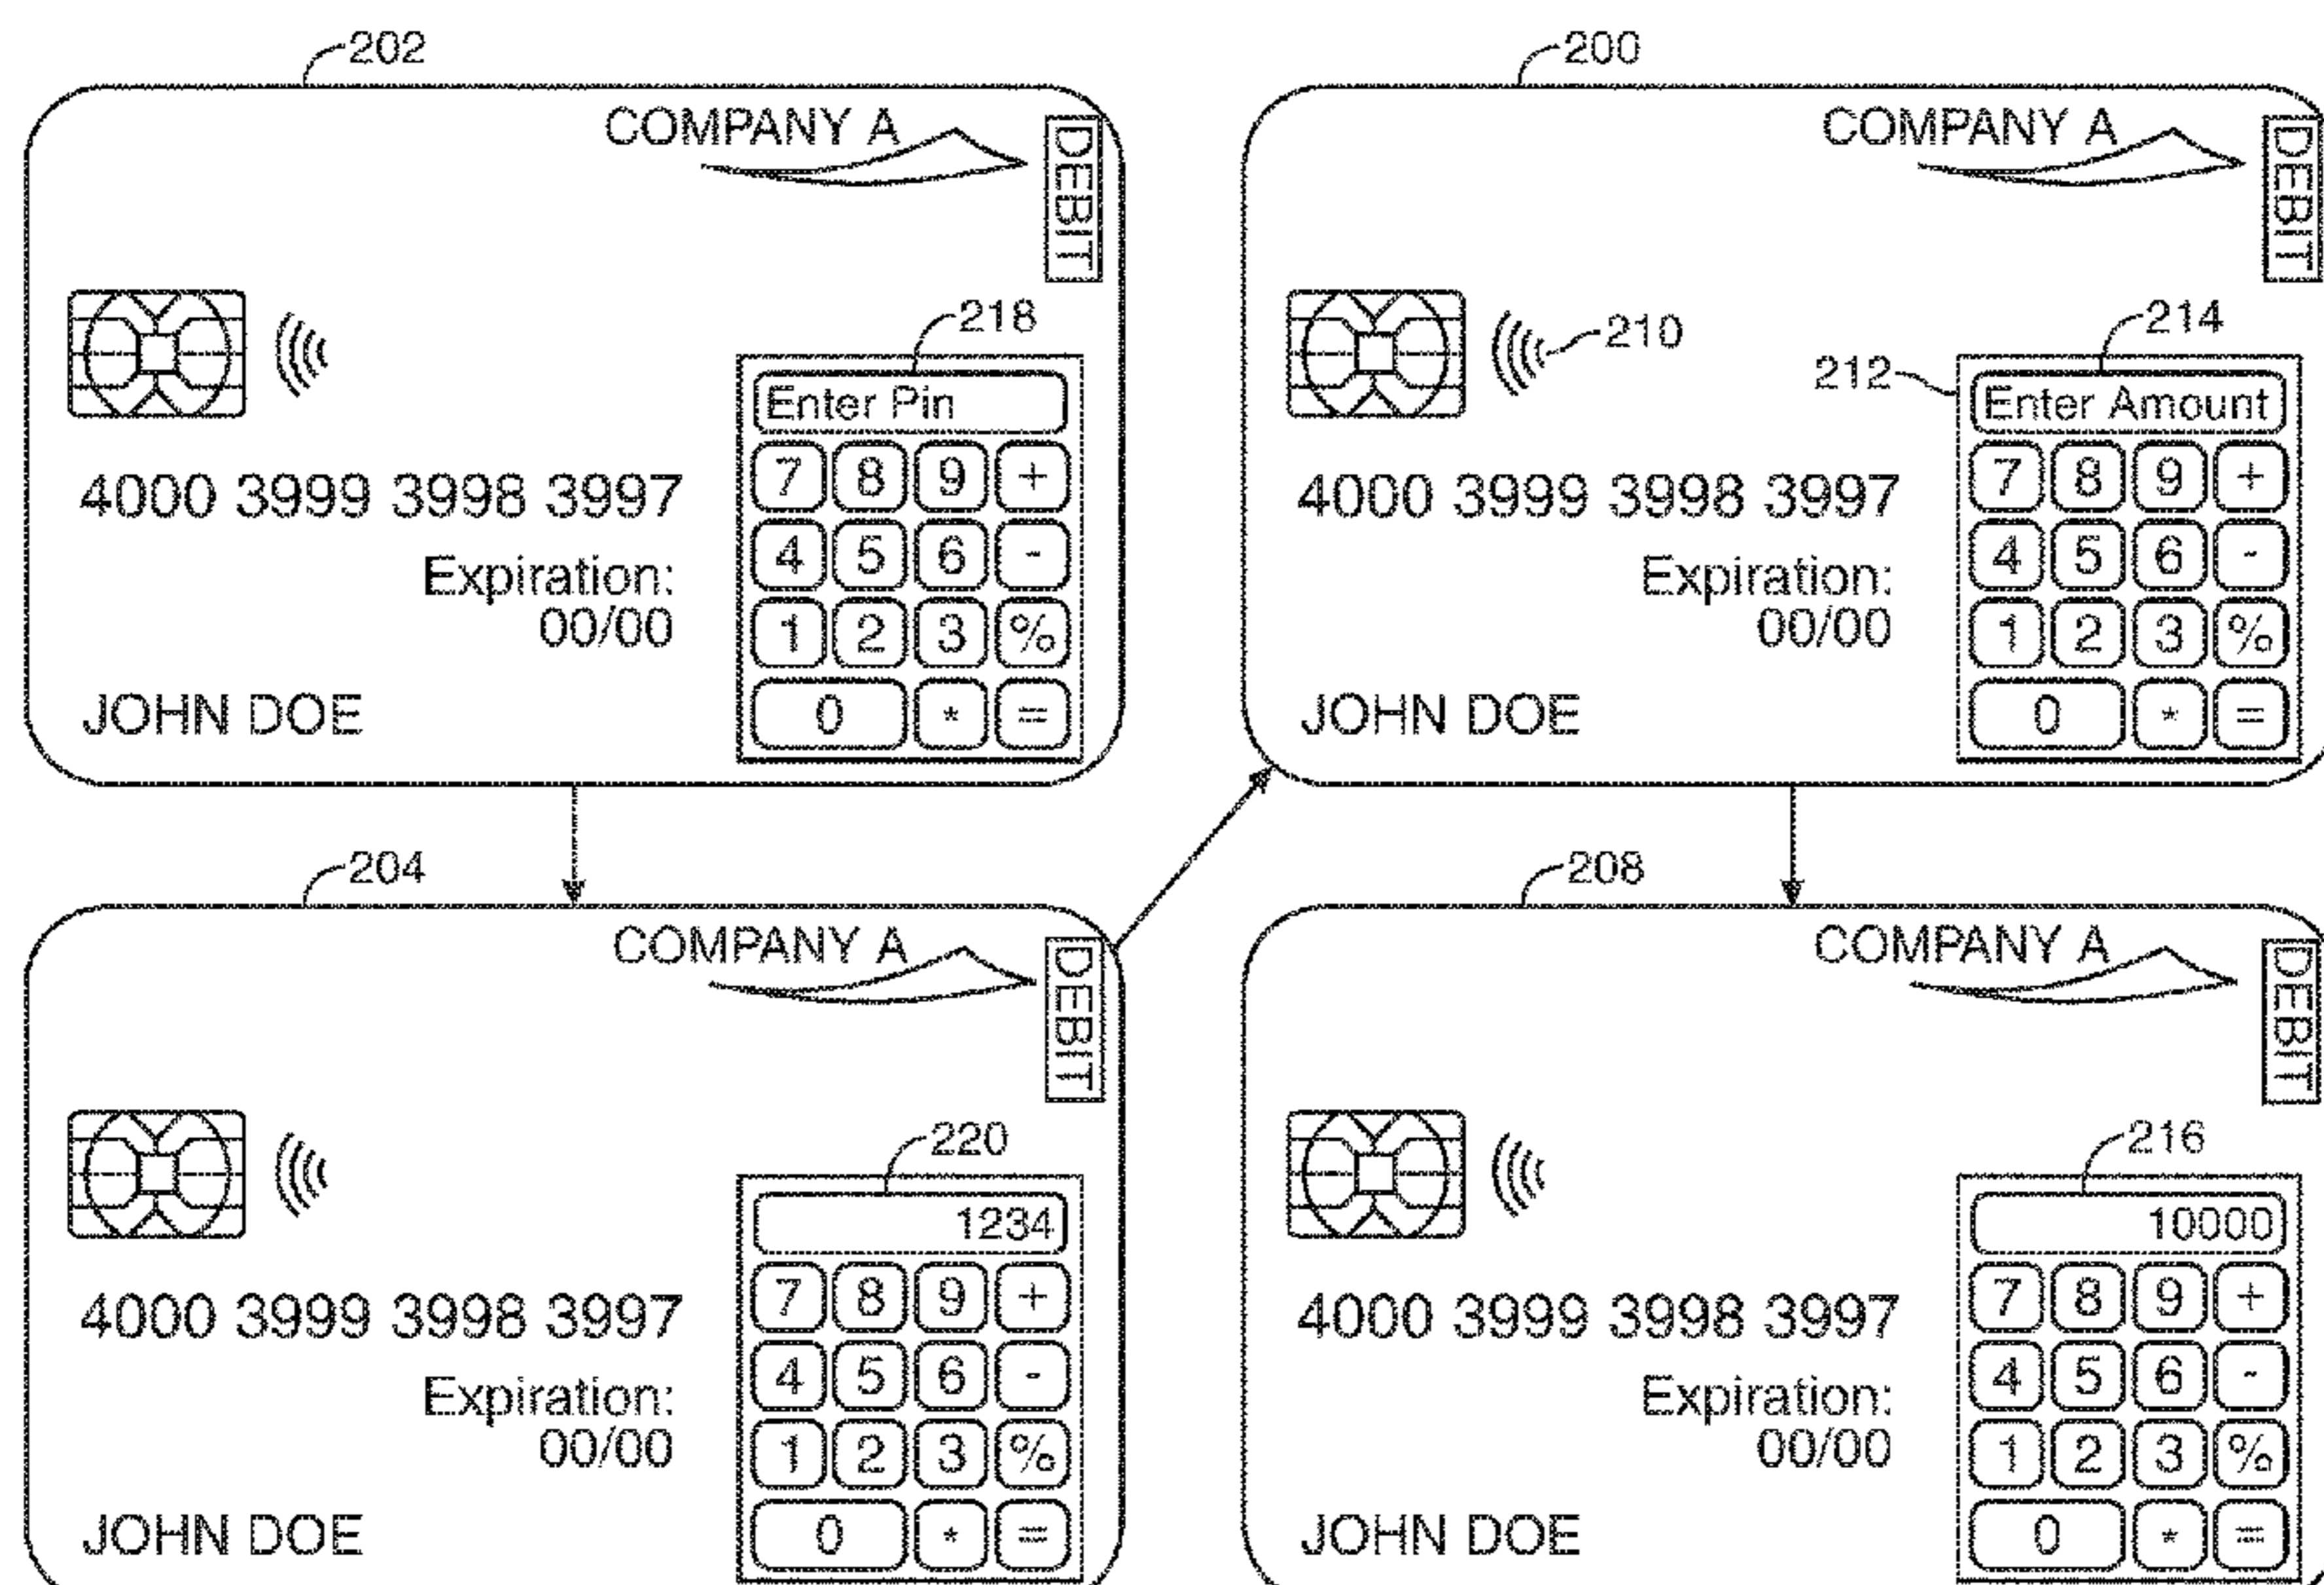 202
COMPANY A
DEBIT
218
Enter Pin
7 8 9 +
4000 3999 3998 3997
4 5 6 -
Expiration:
00/00
1 2 3 %
JOHN DOE
0 * =
200
COMPANY A
DEBIT
210
214
212
Enter Amount
7 8 9 +
4000 3999 3998 3997
4 5 6 -
Expiration:
00/00
1 2 3 %
JOHN DOE
0 * =
204
COMPANY A
DEBIT
220
1234
7 8 9 +
4000 3999 3998 3997
4 5 6 -
Expiration:
00/00
1 2 3 %
JOHN DOE
0 * =
208
COMPANY A
DEBIT
216
10000
7 8 9 +
4000 3999 3998 3997
4 5 6 -
Expiration:
00/00
1 2 3 %
JOHN DOE
0 * =